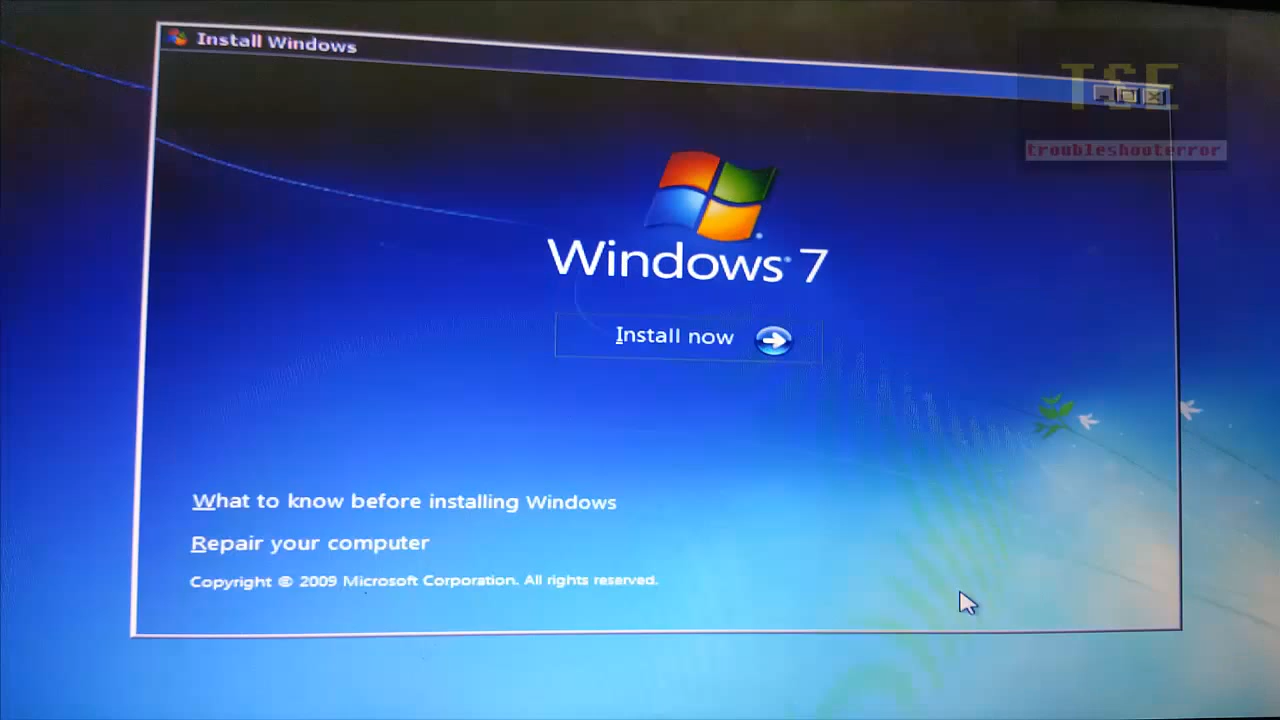 Install Windows
TSE
troubleshooterror
Windows 7
Install now
What to know before installing Windows
Repair your computer
Copyright © 2009 Microsoft Corporation. All rights reserved.